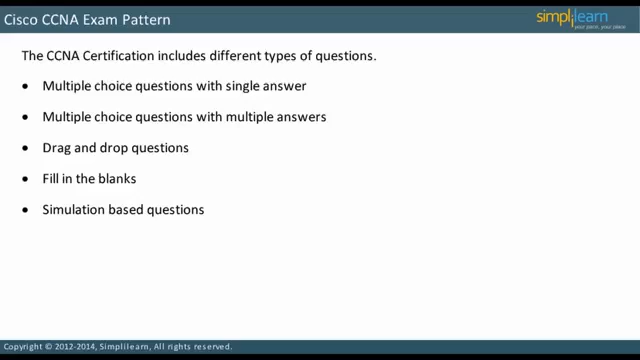 Cisco CCNA Exam Pattern
simplilearn
your pace, your place
The CCNA Certification includes different types of questions.
• Multiple choice questions with single answer
• Multiple choice questions with multiple answers
• Drag and drop questions
• Fill in the blanks
• Simulation based questions
Copyright © 2012-2014, Simplilearn, All rights reserved.